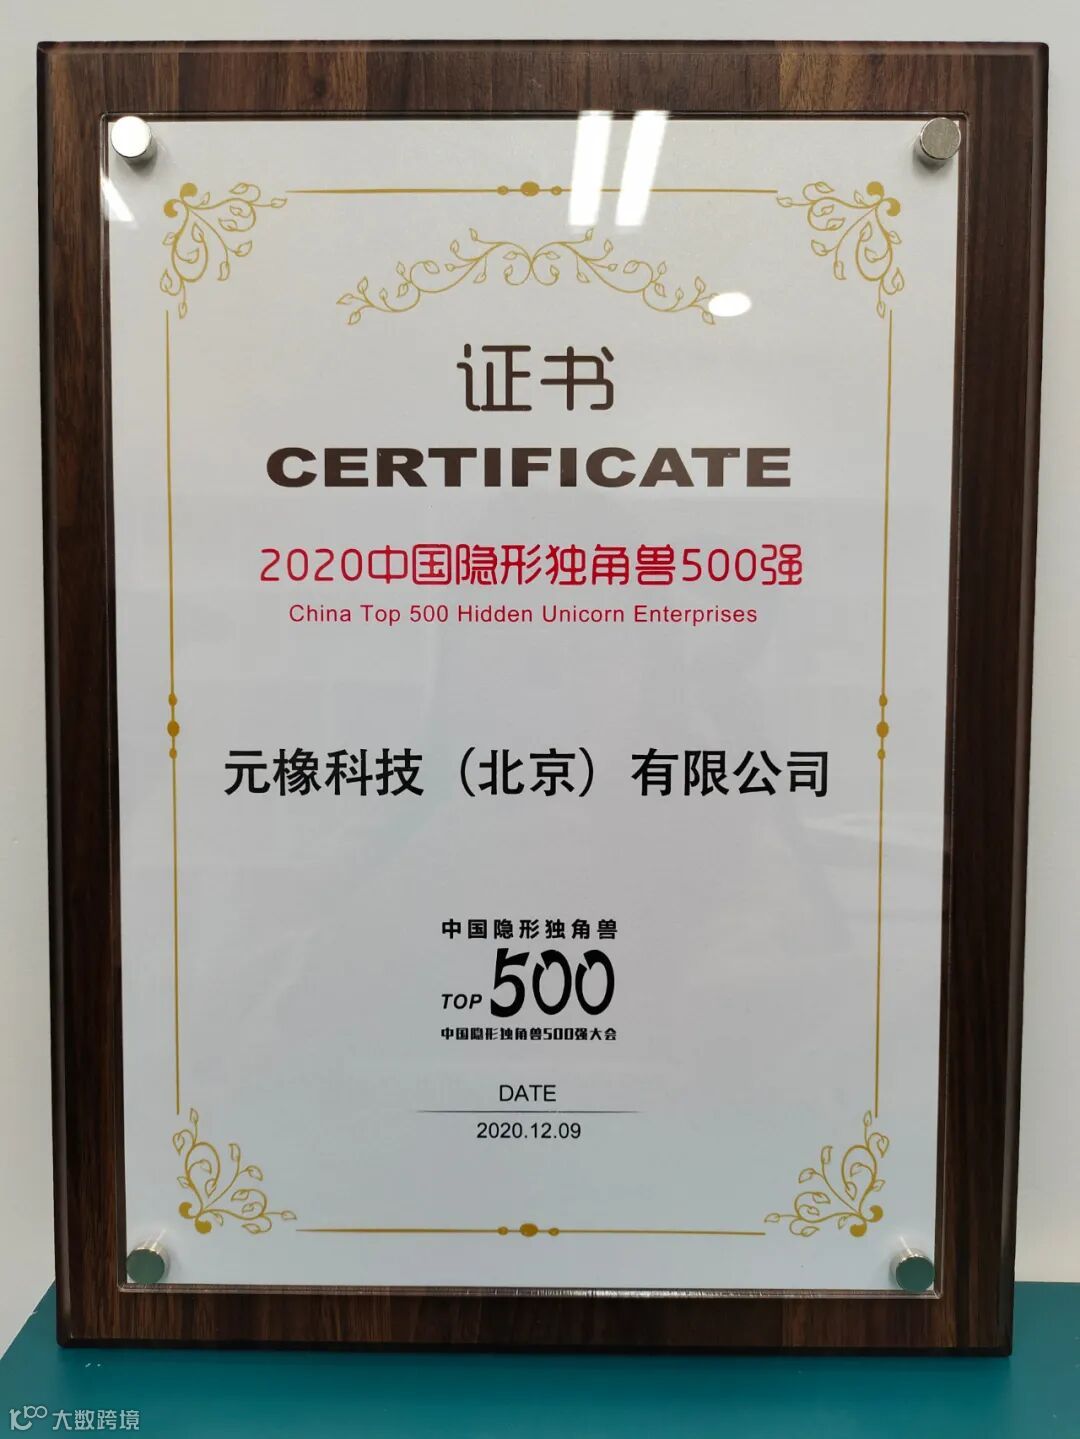 证书
CERTIFICATE
2020中国隐形独角兽500强
China Top 500 Hidden Unicorn Enterprises
元橡科技（北京）有限公司
中国隐形独角兽
TOP 500
中国隐形独角兽500强大会
DATE
2020.12.09
大数跨境